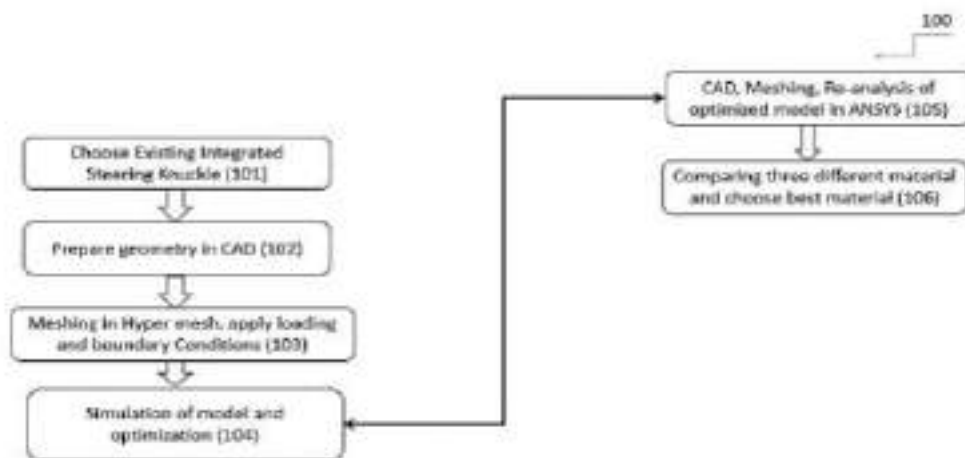 100
Choose Existing Integrated
Steering Knuckle (101)
Prepare geometry in CAD (102)
Meshing in Hyper mesh, apply loading
and boundary Conditions (103)
Simulation of model and
optimization (104)
CAD, Meshing, Re-analysis of
optimized model in ANSYS (105)
Comparing three different material
and choose best material (106)